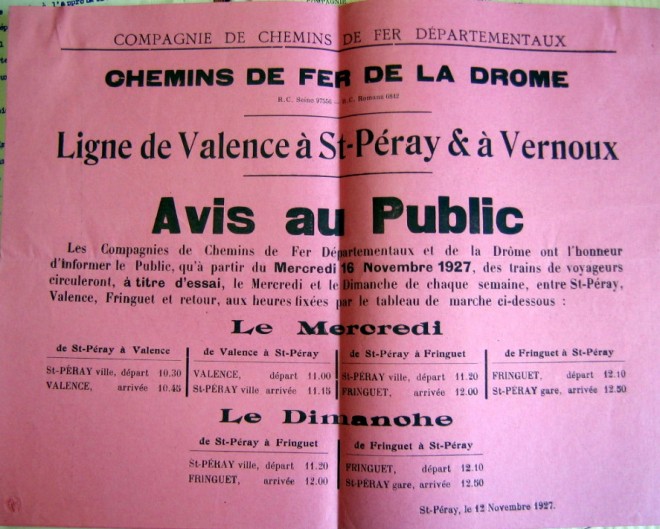 COMPAGNIE DE CHEMINS DE FER DÉPARTEMENTAUX
CHEMINS DE FER DE LA DROME
R.C. Seine 97556 — R.C. Romans 0842
Ligne de Valence à St-Péray & à Vernoux
Avis au Public
Les Compagnies de Chemins de Fer Départementaux et de la Drôme ont l'honneur
d'informer le Public, qu'à partir du Mercredi 16 Novembre 1927, des trains de voyageurs
circuleront, à titre d'essai, le Mercredi et le Dimanche de chaque semaine, entre St-Péray,
Valence, Fringuet et retour, aux heures fixées par le tableau de marche ci-dessous :
Le Mercredi
de St-Péray à Valence
St-PÉRAY ville, départ 10.30
VALENCE, arrivée 10.45
de Valence à St-Péray
VALENCE, départ 11.00
St-PÉRAY ville arrivée 11.15
de St-Péray à Fringuet
St-PÉRAY ville, départ 11.20
FRINGUET, arrivée 12.00
de Fringuet à St-Péray
FRINGUET, départ 12.10
St-PÉRAY gare, arrivée 12.50
Le Dimanohe
de St-Péray à Fringuet
St-PÉRAY ville, départ 11.20
FRINGUET, arrivée 12.00
de Fringuet à St-Péray
FRINGUET, départ 12.10
St-PÉRAY gare, arrivée 12.50
St-Péray, le 12 Novembre 1927.